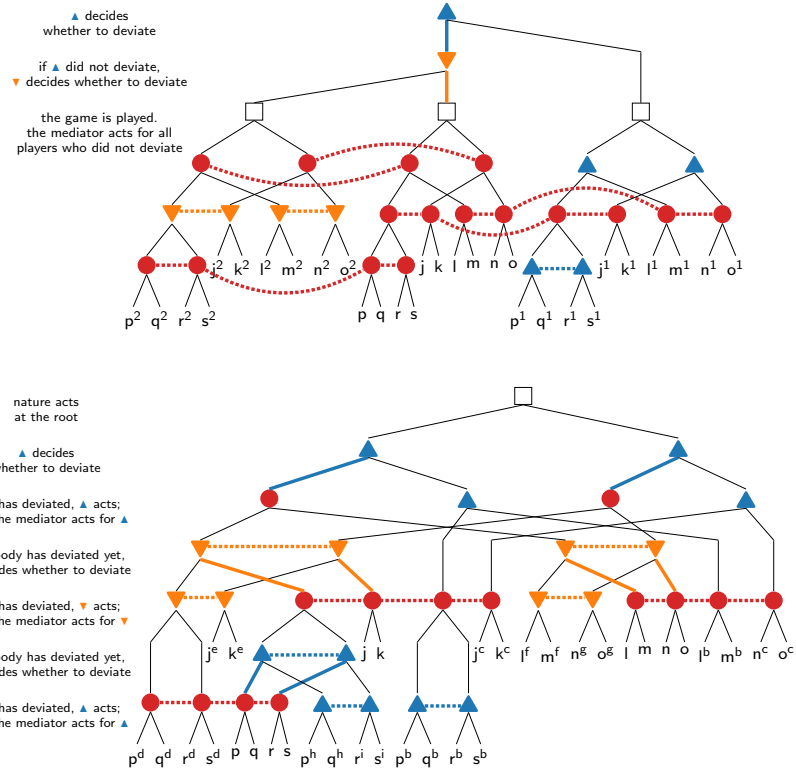 ▲ decides
whether to deviate
if ▲ did not deviate,
▼ decides whether to deviate
the game is played.
the mediator acts for all
players who did not deviate
j² k² l² m² n² o² j k l m n o j¹ k¹ l¹ m¹ n¹ o¹
p² q² r² s² p q r s p¹ q¹ r¹ s¹
nature acts
at the root
▲ decides
whether to deviate
has deviated, ▲ acts;
he mediator acts for ▲
body has deviated yet,
ides whether to deviate
has deviated, ▼ acts;
he mediator acts for ▼
body has deviated yet,
ides whether to deviate
has deviated, ▲ acts;
he mediator acts for ▲
jᵉ kᵉ j k jᶜ kᶜ lᶠ mᶠ nᵍ oᵍ l m n o lᵇ mᵇ nᶜ oᶜ
pᵈ qᵈ rᵈ sᵈ p q r s pʰ qʰ rⁱ sⁱ pᵇ qᵇ rᵇ sᵇ